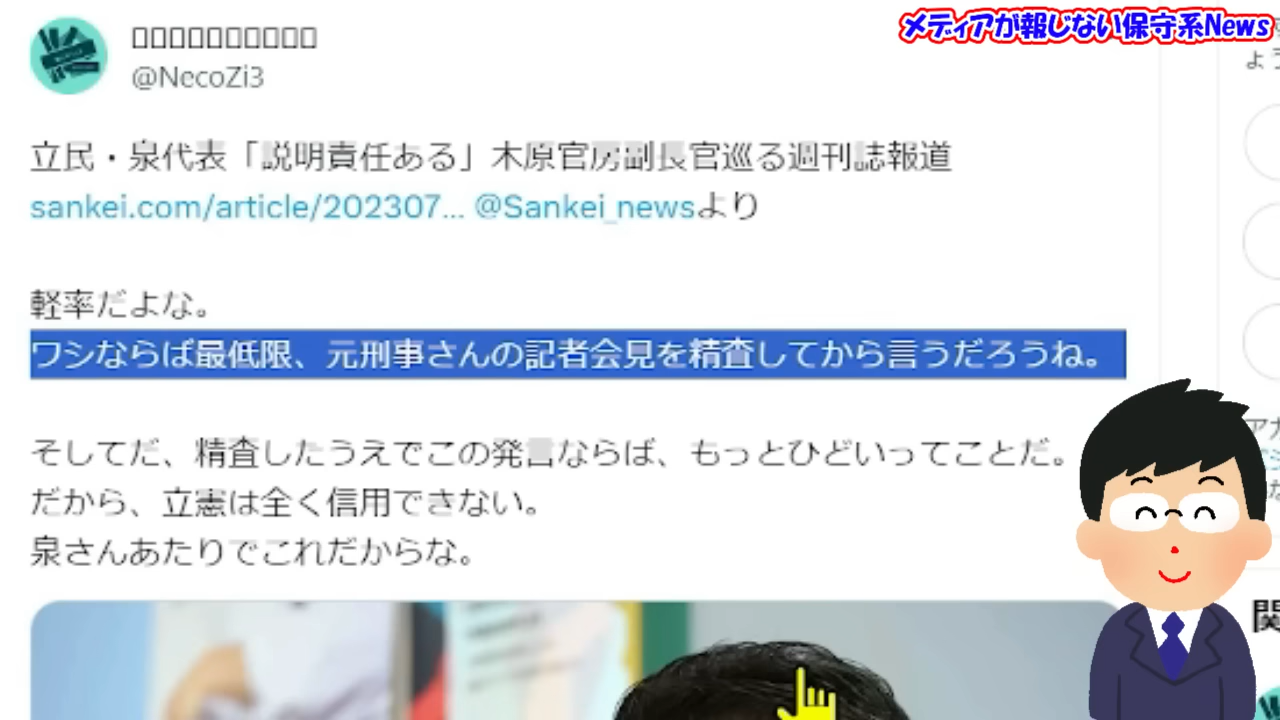 メディアが報じない保守系News
@NecoZi3
立民・泉代表「説明責任ある」木原官房副長官巡る週刊誌報道
sankei.com/article/202307... @Sankei_newsより
軽率だよな。
ワシならば最低限、元刑事さんの記者会見を精査してから言うだろうね。
そしてだ、精査したうえでこの発言ならば、もっとひどいってことだ。
だから、立憲は全く信用できない。
泉さんあたりでこれだからな。
関